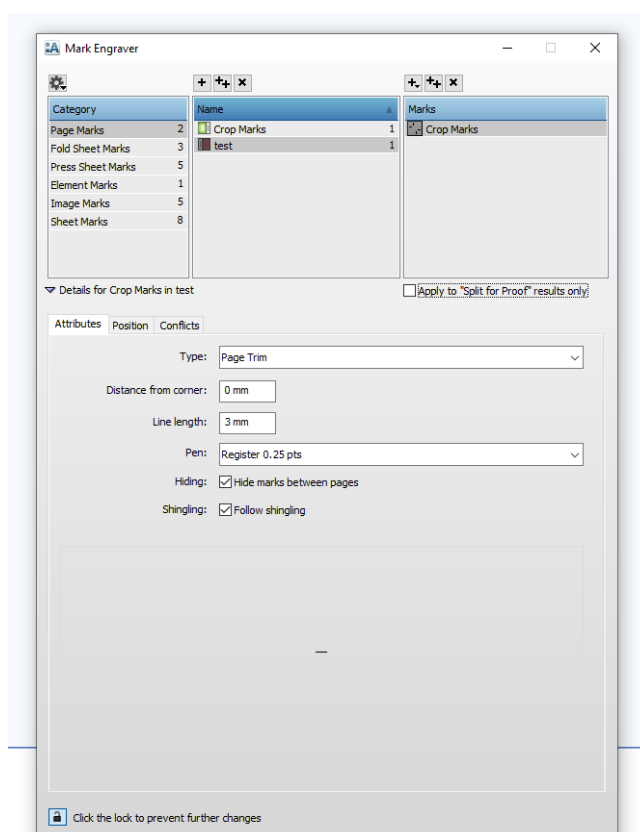 Mark Engraver
Category
Page Marks 2
Fold Sheet Marks 3
Press Sheet Marks 5
Element Marks 1
Image Marks 5
Sheet Marks 8
Name
Crop Marks 1
test 1
Marks
Crop Marks
Details for Crop Marks in test
Apply to "Split for Proof" results only
Attributes Position Conflicts
Type: Page Trim
Distance from corner: 0 mm
Line length: 3 mm
Pen: Register 0.25 pts
Hiding: Hide marks between pages
Shingling: Follow shingling
Click the lock to prevent further changes